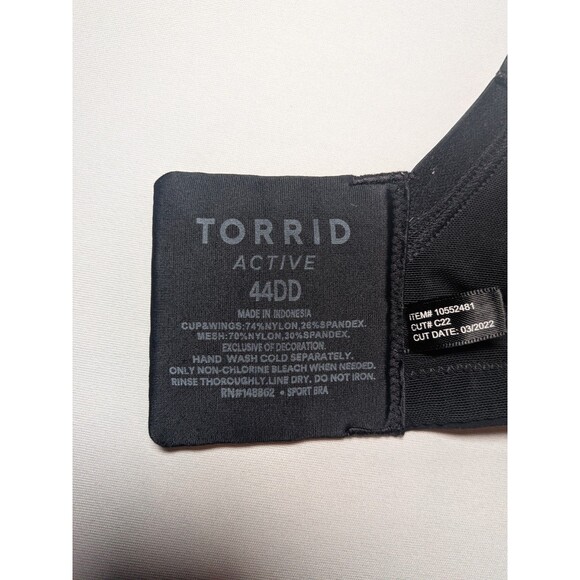 TORRID
ACTIVE
44DD
MADE IN INDONESIA
CUP&WINGS:74%NYLON,26%SPANDEX.
MESH:70%NYLON,30%SPANDEX.
EXCLUSIVE OF DECORATION.
HAND WASH COLD SEPARATELY.
ONLY NON-CHLORINE BLEACH WHEN NEEDED.
RINSE THOROUGHLY.LINE DRY. DO NOT IRON.
RN#148862 • SPORT BRA
ITEM# 10552481
CUT# C22
CUT DATE: 03/2022